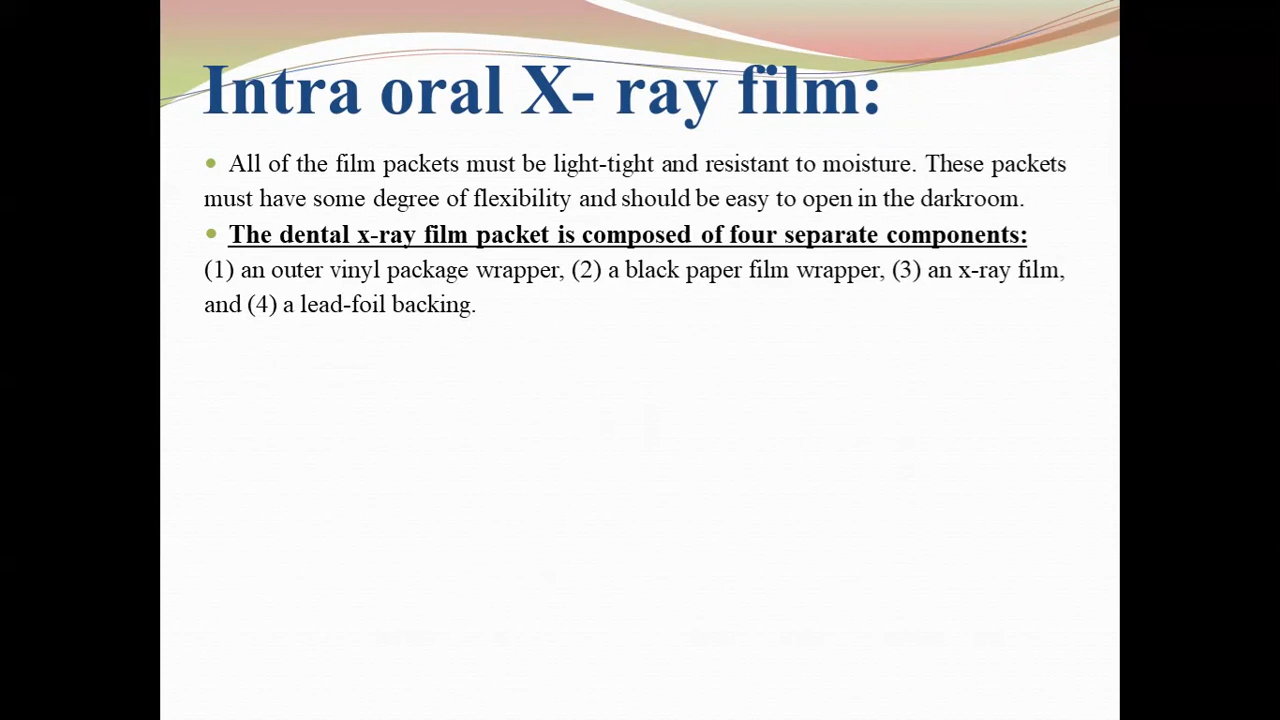 Intra oral X- ray film:
All of the film packets must be light-tight and resistant to moisture. These packets
must have some degree of flexibility and should be easy to open in the darkroom.
The dental x-ray film packet is composed of four separate components:
(1) an outer vinyl package wrapper, (2) a black paper film wrapper, (3) an x-ray film,
and (4) a lead-foil backing.